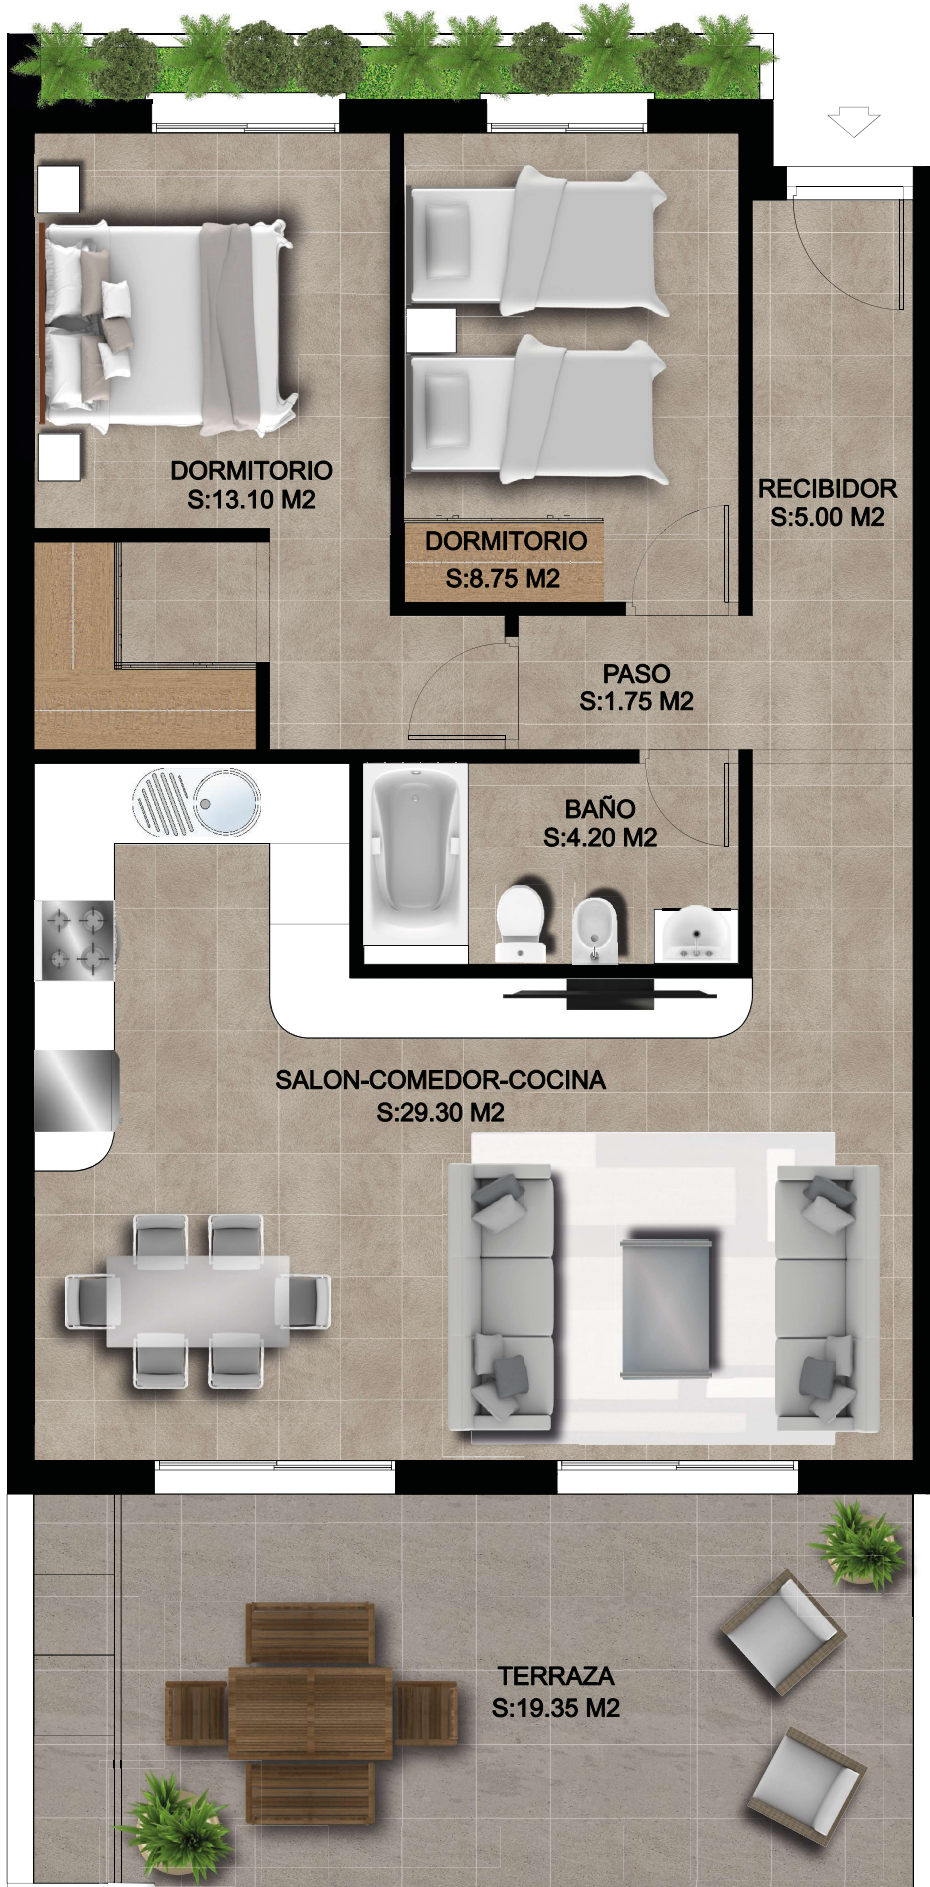 DORMITORIO
S:13.10 M2
DORMITORIO
S:8.75 M2
RECIBIDOR
S:5.00 M2
PASO
S:1.75 M2
BAÑO
S:4.20 M2
SALON-COMEDOR-COCINA
S:29.30 M2
TERRAZA
S:19.35 M2